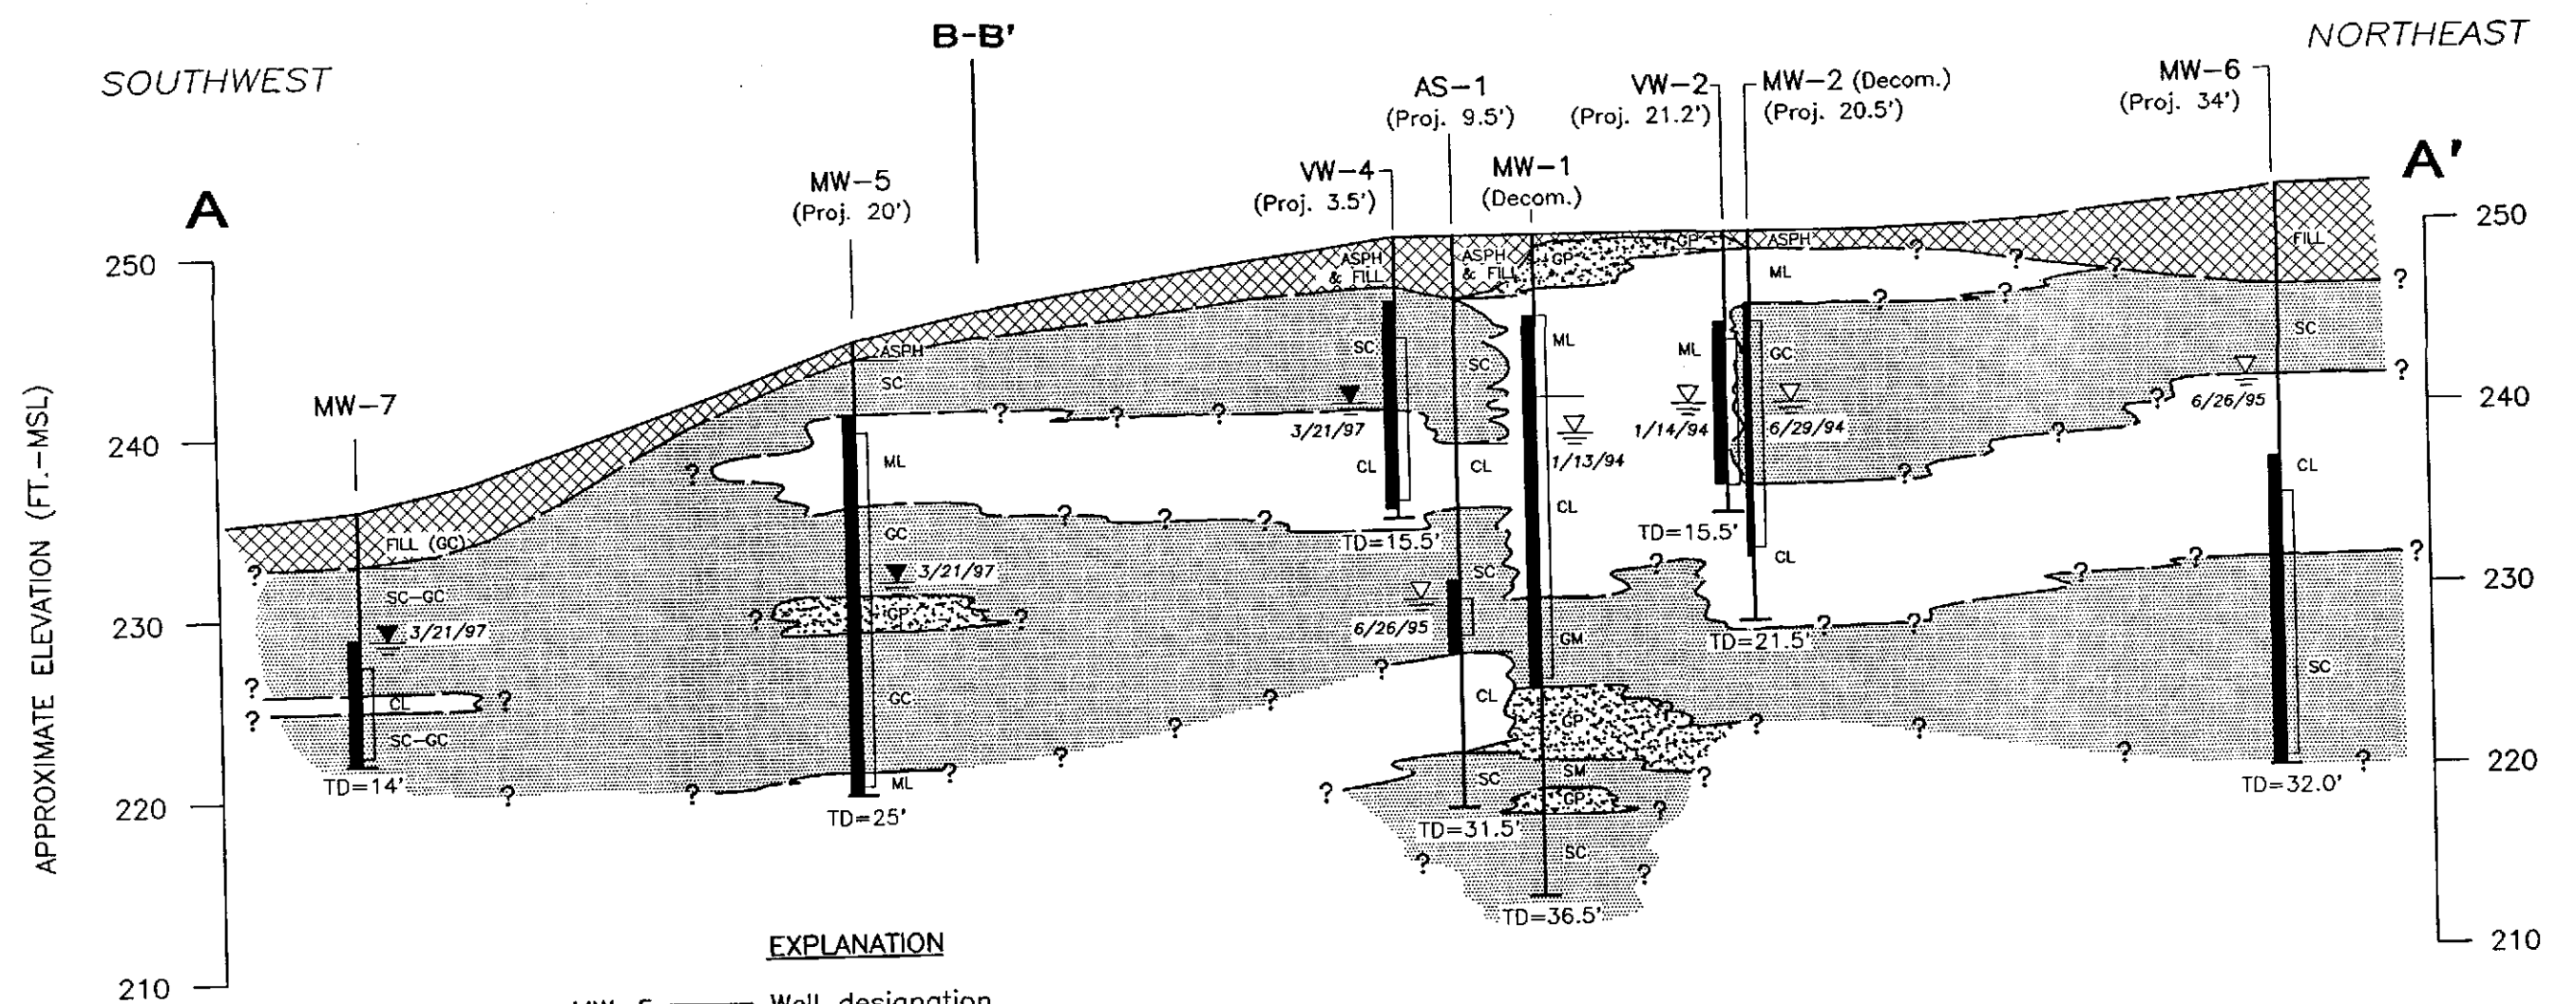 B-B'
SOUTHWEST
NORTHEAST
A
A'
MW-7
MW-5
(Proj. 20')
VW-4
(Proj. 3.5')
AS-1
(Proj. 9.5')
MW-1
(Decom.)
VW-2
(Proj. 21.2')
MW-2 (Decom.)
(Proj. 20.5')
MW-6
(Proj. 34')
APPROXIMATE ELEVATION (FT.-MSL)
250
240
230
220
210
250
240
230
220
210
FILL (GC)
SC-GC
3/21/97
CL
SC-GC
TD=14'
ASPH
SC
ML
GC
3/21/97
GP
GC
ML
TD=25'
ASPH
& FILL
SC
3/21/97
CL
TD=15.5'
ASPH
& FILL
SC
CL
SC
6/26/95
CL
SC
TD=31.5'
GP
ML
1/13/94
CL
GM
GP
SM
GP
SC
TD=36.5'
GP
ML
1/14/94
TD=15.5'
ASPH
ML
GC
6/29/94
CL
TD=21.5'
FILL
SC
6/26/95
CL
SC
TD=32.0'
? ? ? ? ? ? ? ? ? ? ? ? ? ? ? ? ? ? ? ? ? ? ? ? ? ? ? ? ? ? ? ? ? ? ? ? ? ? ? ? ? ? ? ? ? ? ? ? ?
EXPLANATION
MW-5 Well designation